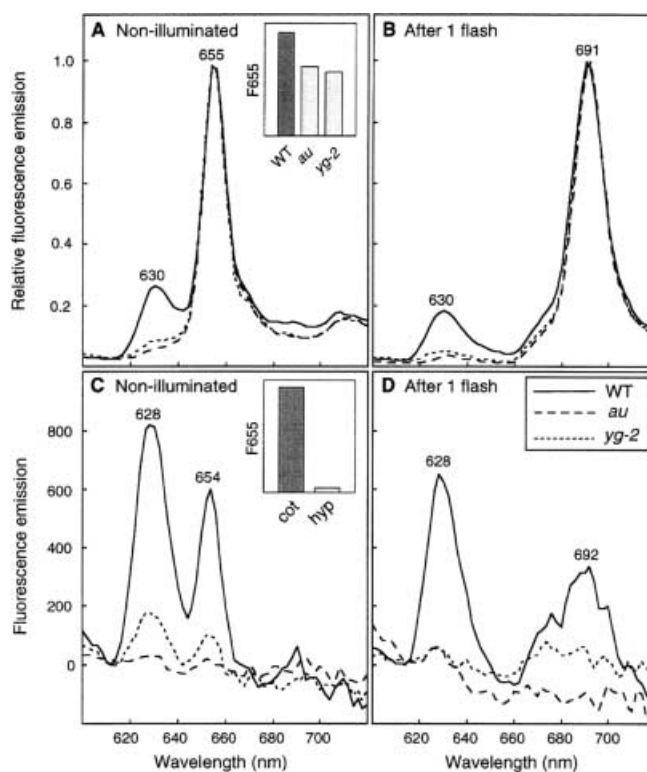 A Non-illuminated
655
630
F655
WT
au
yg-2
B After 1 flash
691
630
Relative fluorescence emission
1.0
0.8
0.6
0.4
0.2
C Non-illuminated
628
654
F655
cot
hyp
D After 1 flash
WT
au
yg-2
628
692
Fluorescence emission
800
600
400
200
0
620 640 660 680 700
620 640 660 680 700
Wavelength (nm)
Wavelength (nm)